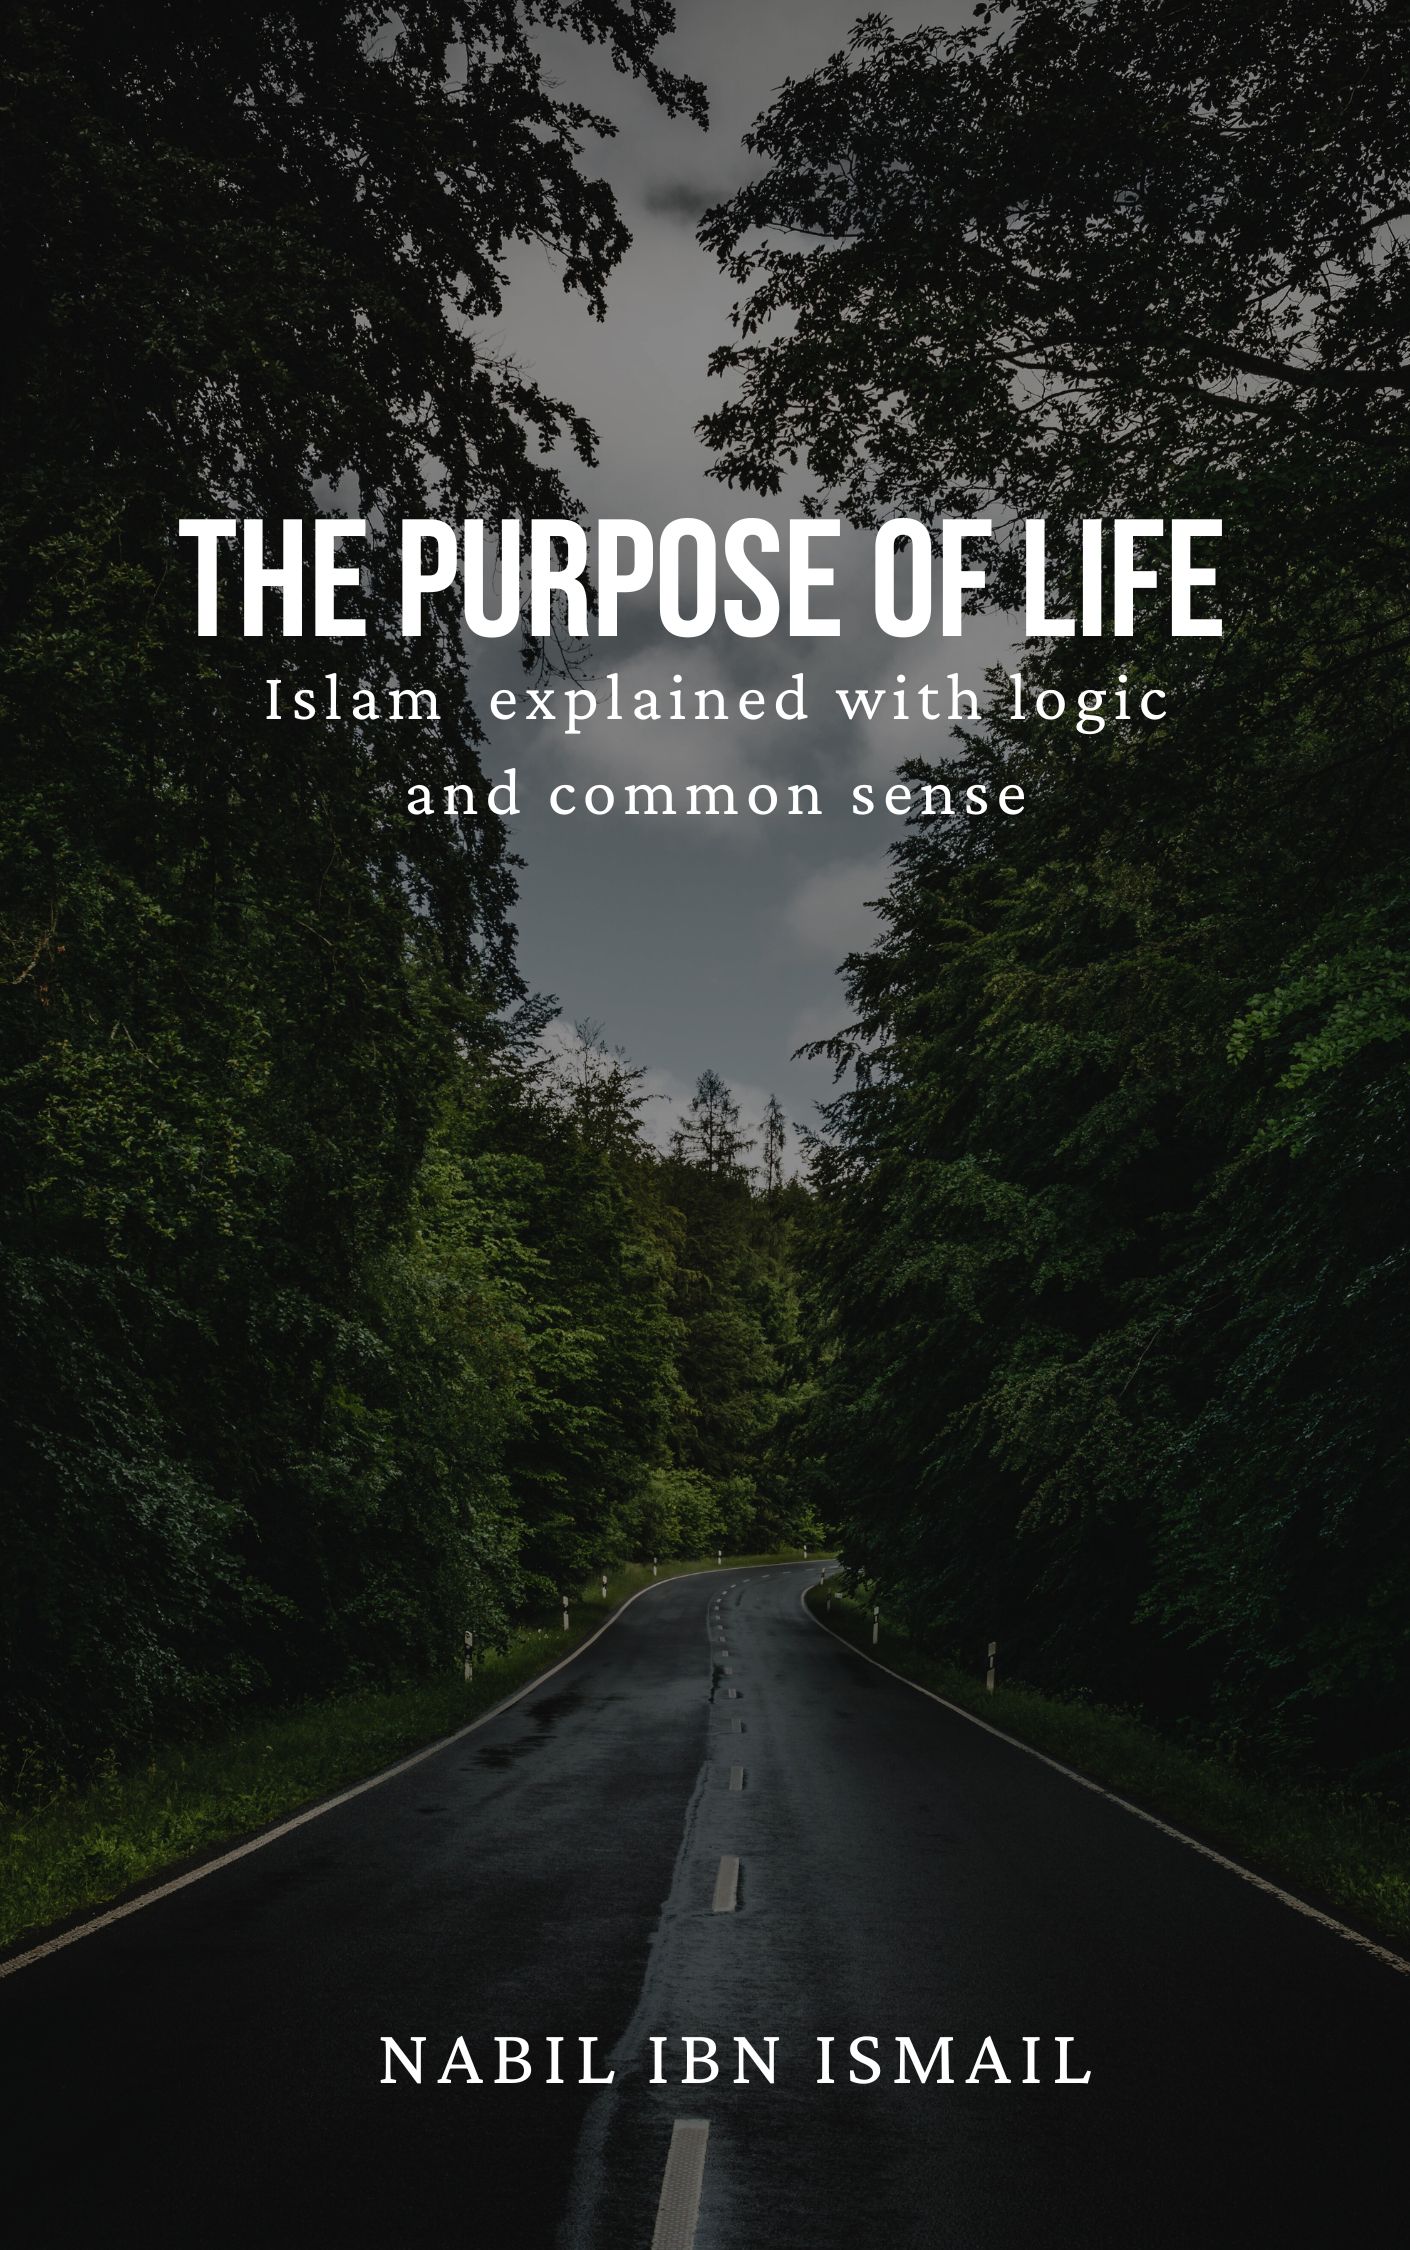 THE PURPOSE OF LIFE
Islam explained with logic
and common sense
NABIL IBN ISMAIL